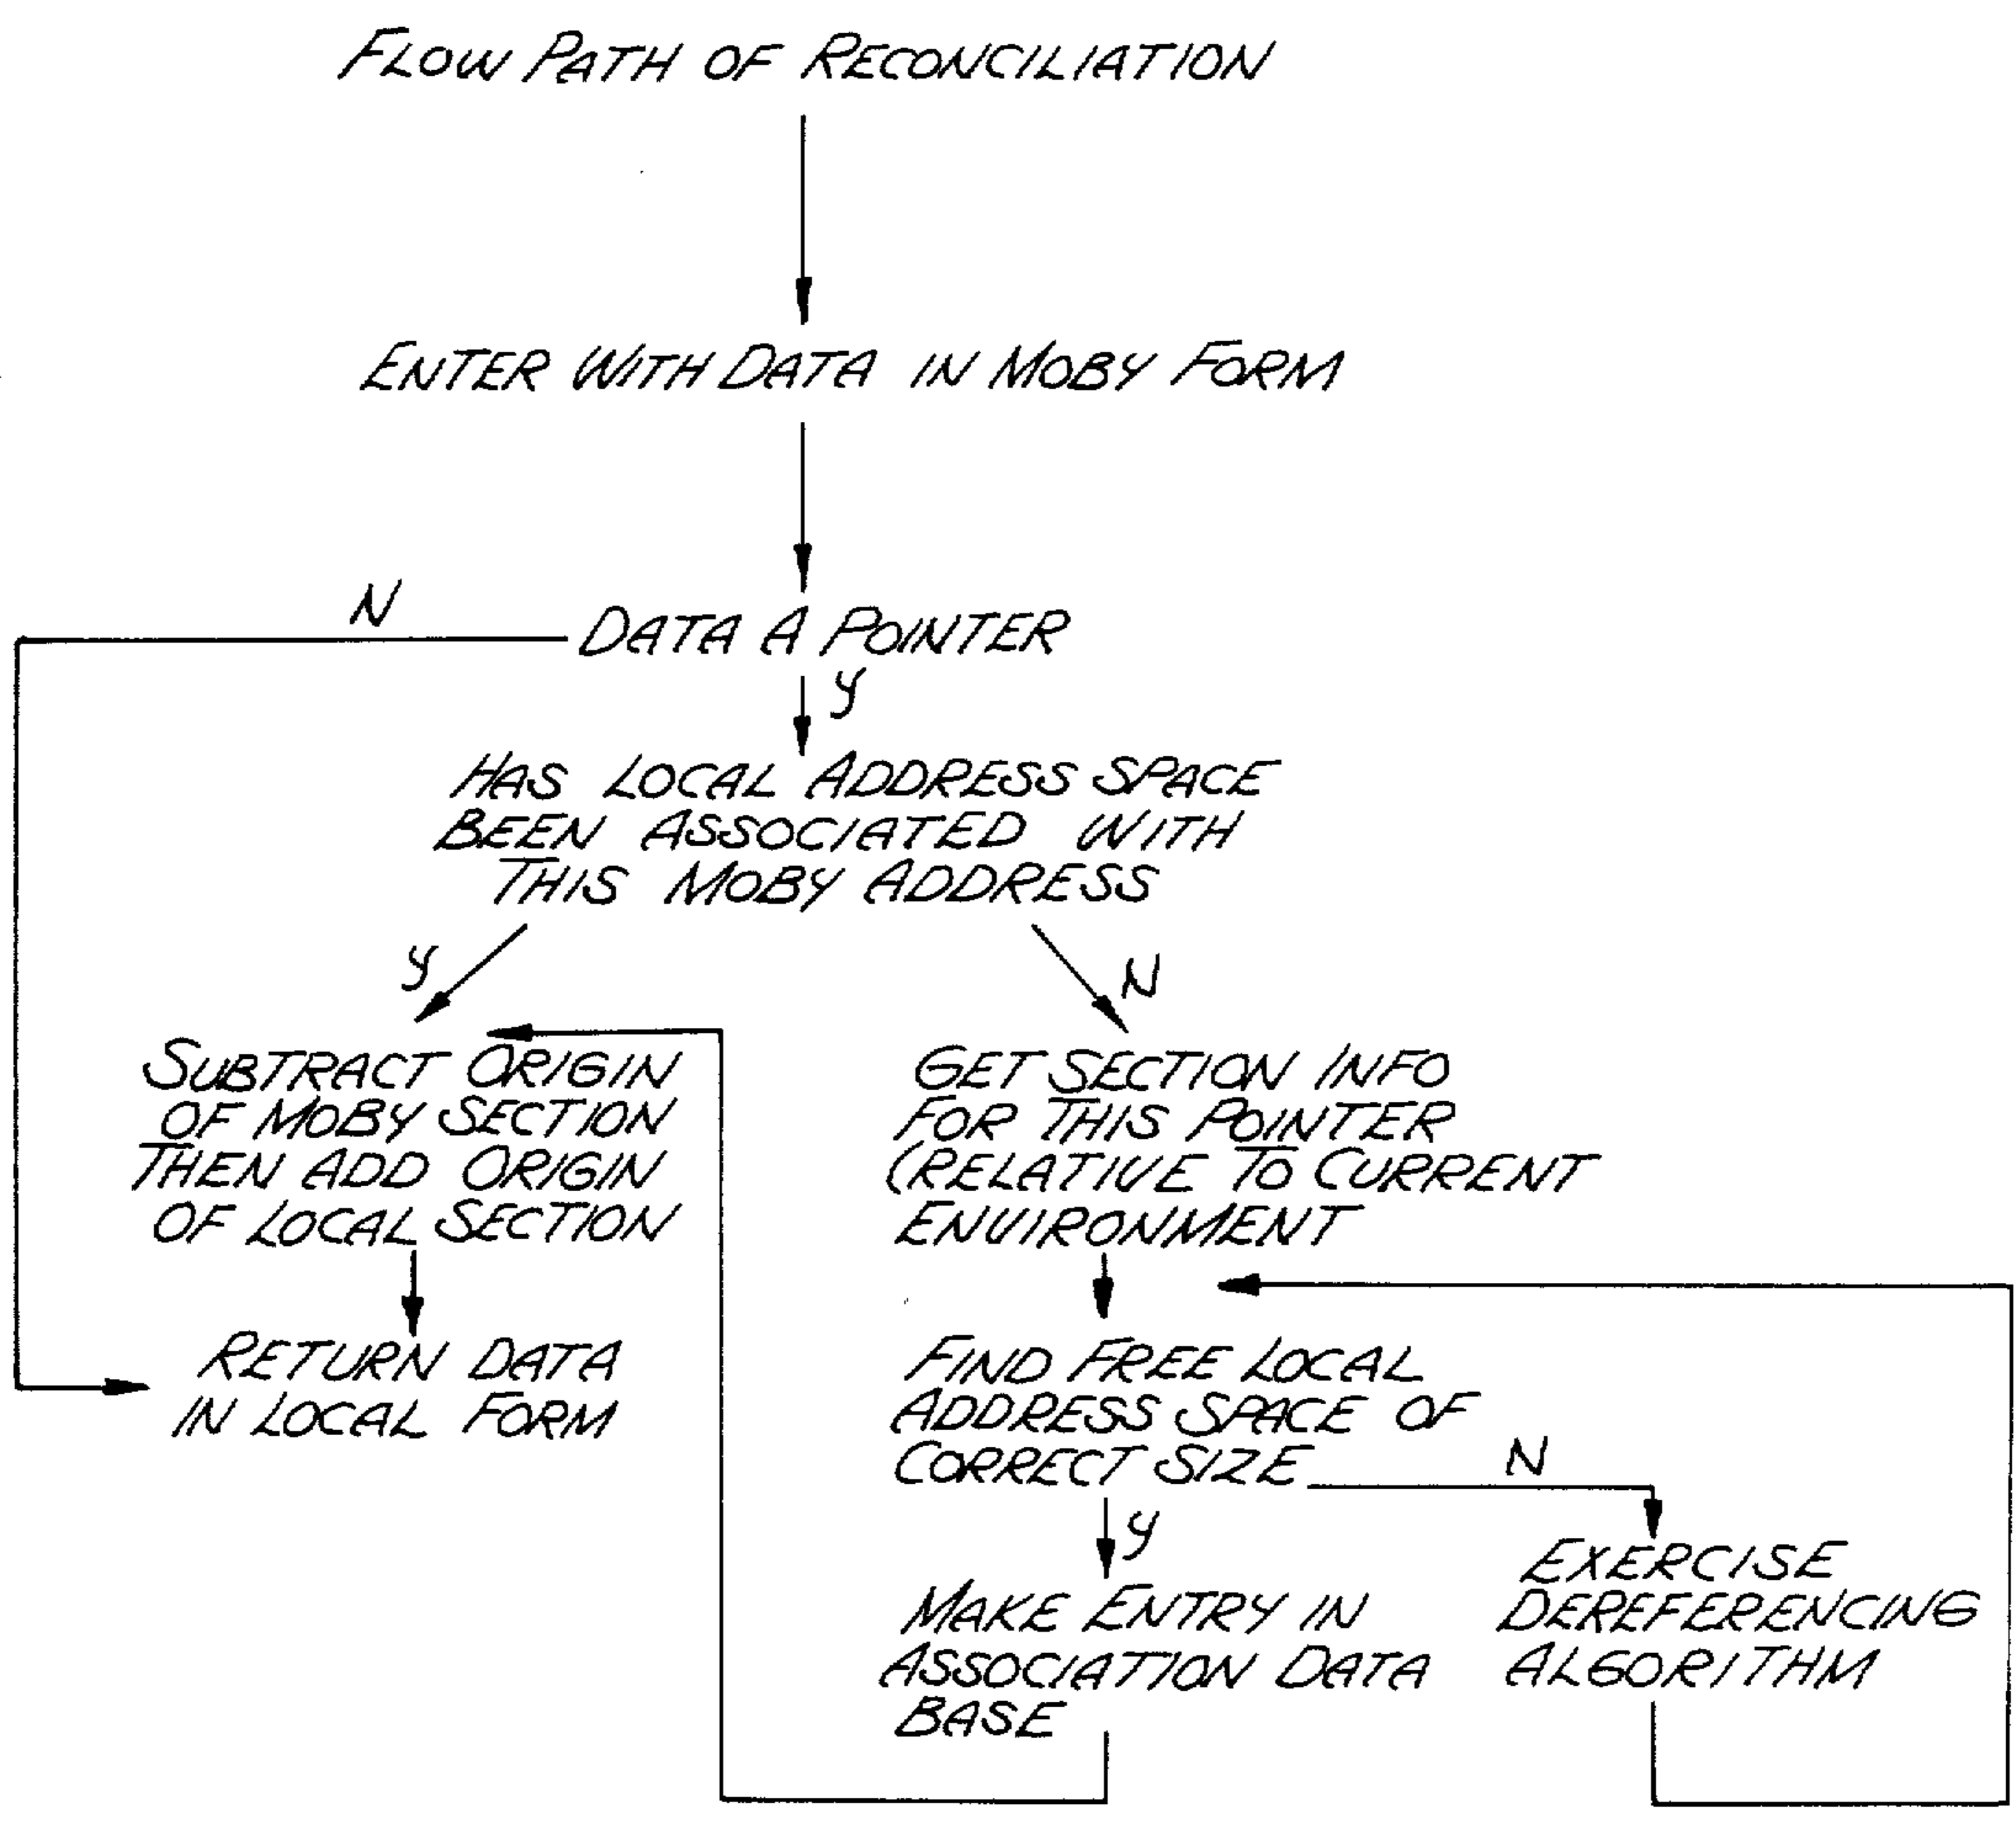 FLOW PATH OF RECONCILIATION
ENTER WITH DATA IN MOBY FORM
N
DATA A POINTER
Y
HAS LOCAL ADDRESS SPACE
BEEN ASSOCIATED WITH
THIS MOBY ADDRESS
Y
N
SUBTRACT ORIGIN
OF MOBY SECTION
THEN ADD ORIGIN
OF LOCAL SECTION
RETURN DATA
IN LOCAL FORM
GET SECTION INFO
FOR THIS POINTER
(RELATIVE TO CURRENT
ENVIRONMENT
FIND FREE LOCAL
ADDRESS SPACE OF
CORRECT SIZE
N
Y
MAKE ENTRY IN
ASSOCIATION DATA
BASE
EXERCISE
DEREFERENCING
ALGORITHM